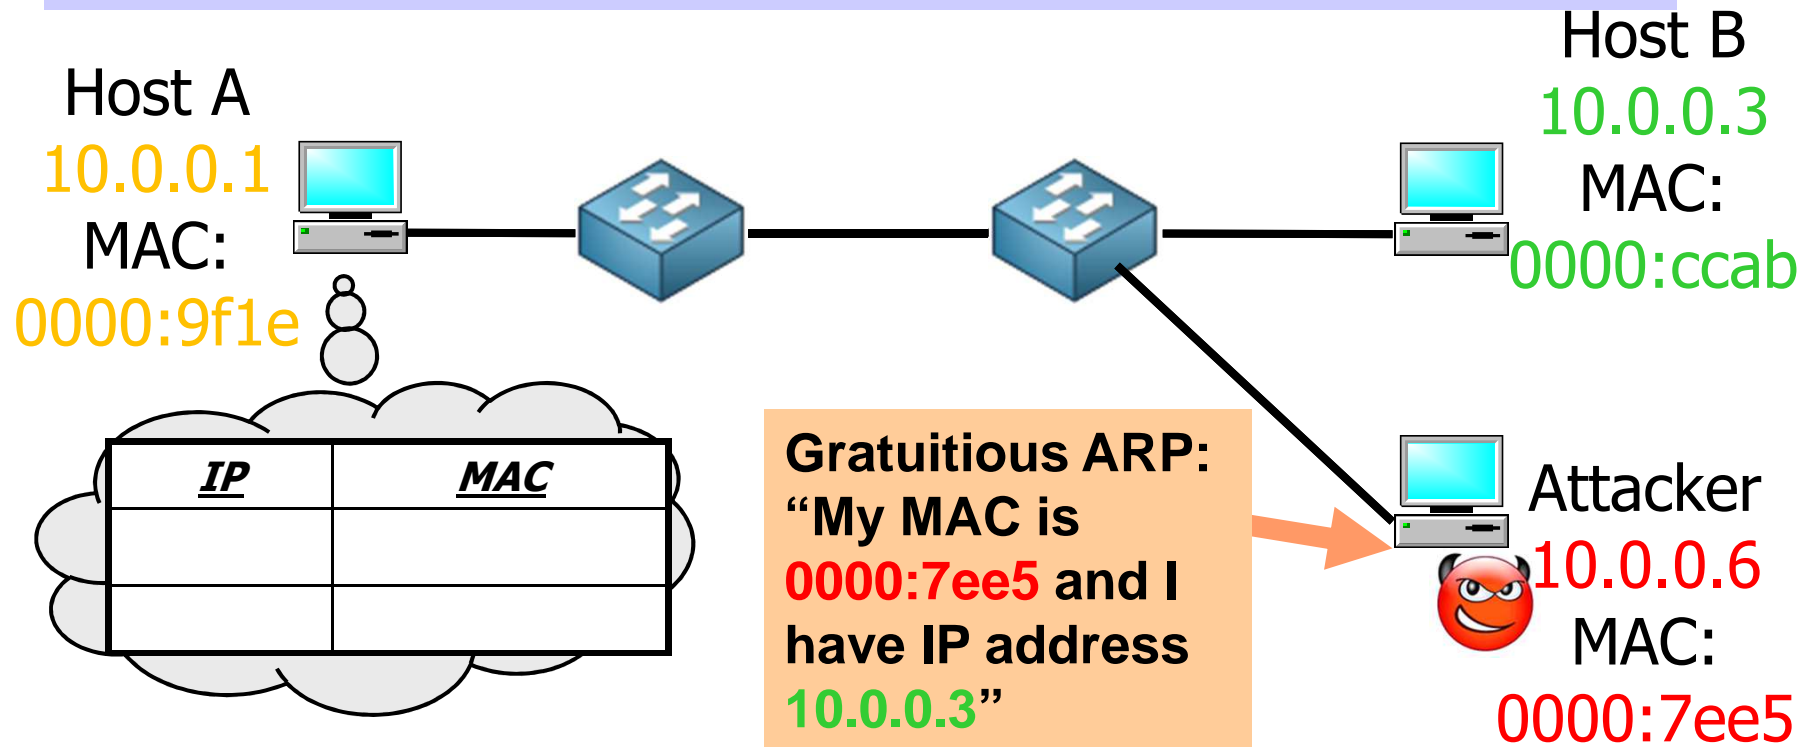 Host A
10.0.0.1
MAC:
0000:9f1e
Host B
10.0.0.3
MAC:
0000:ccab
IP MAC
Gratuitious ARP:
“My MAC is
0000:7ee5 and I
have IP address
10.0.0.3”
Attacker
10.0.0.6
MAC:
0000:7ee5